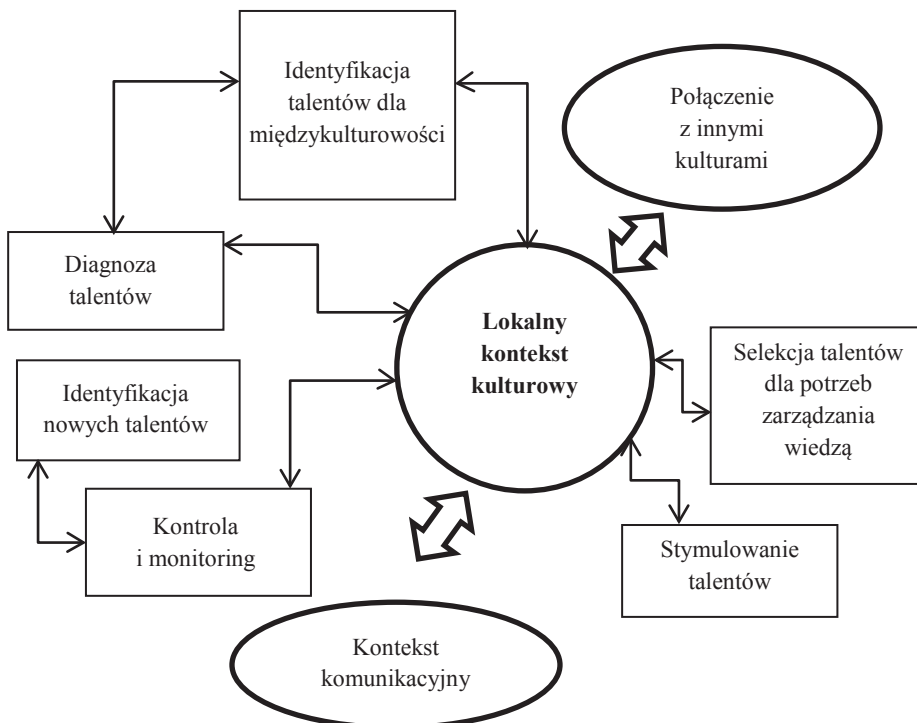 Identyfikacja
talentów dla
międzykulturowości
Połączenie
z innymi
kulturami
Diagnoza
talentów
Lokalny
kontekst
kulturowy
Selekcja talentów
dla potrzeb
zarządzania
wiedzą
Identyfikacja
nowych talentów
Kontrola
i monitoring
Stymulowanie
talentów
Kontekst
komunikacyjny